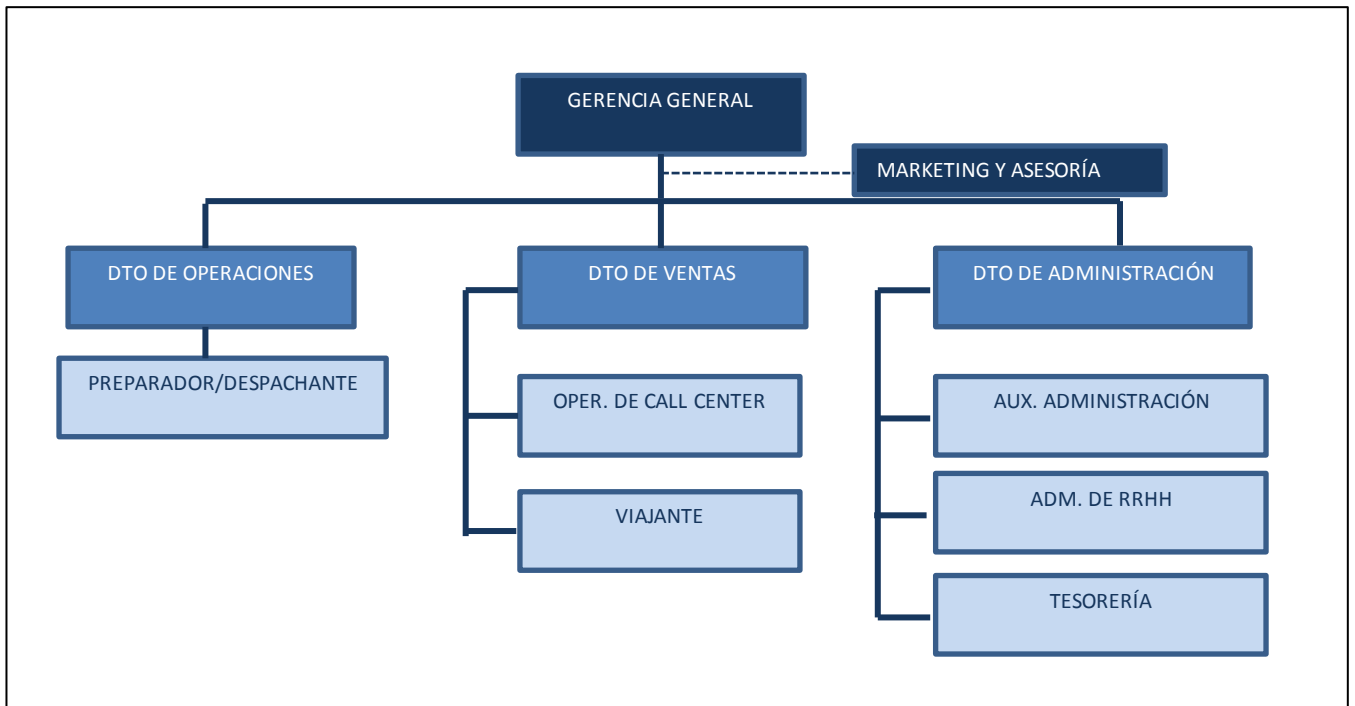 GERENCIA GENERAL
MARKETING Y ASESORÍA
DTO DE OPERACIONES
DTO DE VENTAS
DTO DE ADMINISTRACIÓN
PREPARADOR/DESPACHANTE
OPER. DE CALL CENTER
AUX. ADMINISTRACIÓN
VIAJANTE
ADM. DE RRHH
TESORERÍA